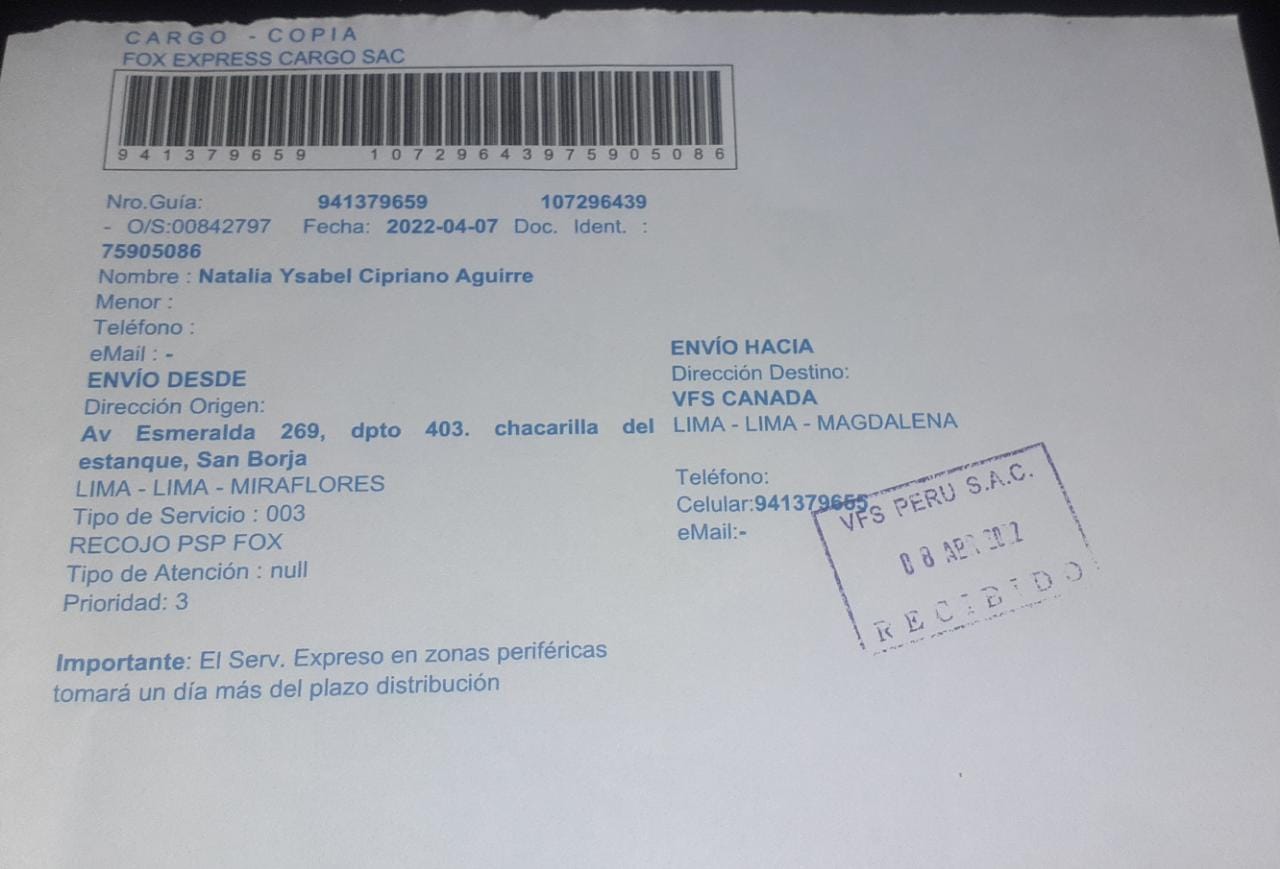 CARGO - COPIA
FOX EXPRESS CARGO SAC
941379659 10729643975905086
Nro.Guía: 941379659 107296439
- O/S:00842797 Fecha: 2022-04-07 Doc. Ident. :
75905086
Nombre : Natalia Ysabel Cipriano Aguirre
Menor :
Teléfono :
eMail : -
ENVÍO DESDE
Dirección Origen:
Av Esmeralda 269, dpto 403. chacarilla del
estanque, San Borja
LIMA - LIMA - MIRAFLORES
Tipo de Servicio : 003
RECOJO PSP FOX
Tipo de Atención : null
Prioridad: 3
ENVÍO HACIA
Dirección Destino:
VFS CANADA
LIMA - LIMA - MAGDALENA
Teléfono:
Celular:941379655
eMail:-
VFS PERU S.A.C.
08 ABR 2022
RECIBIDO
Importante: El Serv. Expreso en zonas periféricas
tomará un día más del plazo distribución